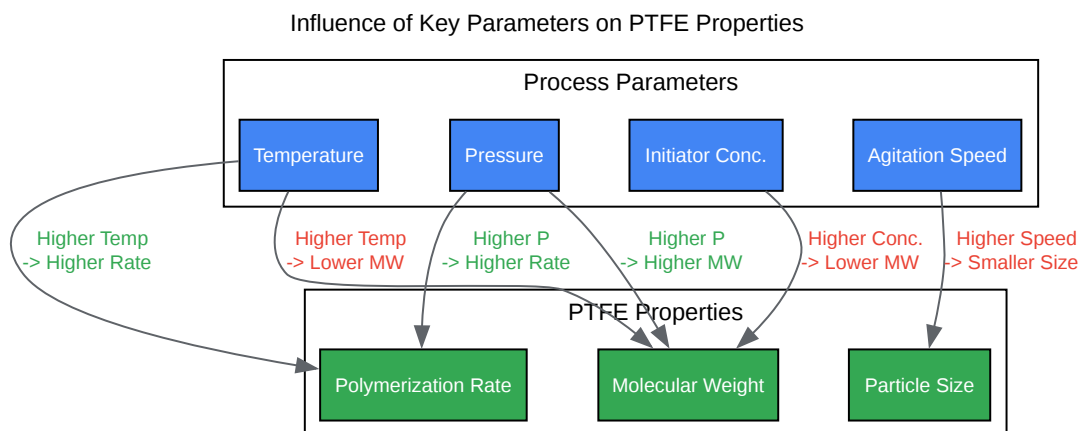 Influence of Key Parameters on PTFE Properties
Process Parameters
Temperature
Pressure
Initiator Conc.
Agitation Speed
Higher Temp
-> Higher Rate
Higher Temp
-> Lower MW
Higher P
-> Higher Rate
Higher P
-> Higher MW
Higher Conc.
-> Lower MW
Higher Speed
-> Smaller Size
PTFE Properties
Polymerization Rate
Molecular Weight
Particle Size